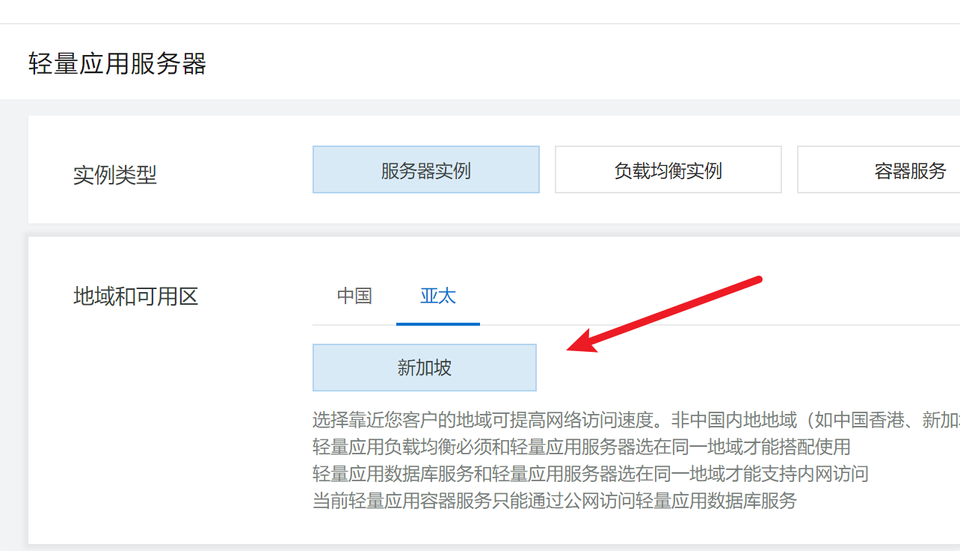 轻量应用服务器
实例类型
服务器实例
负载均衡实例
容器服务
地域和可用区
中国
亚太
新加坡
选择靠近您客户的地域可提高网络访问速度。非中国内地地域（如中国香港、新加
轻量应用负载均衡必须和轻量应用服务器选在同一地域才能搭配使用
轻量应用数据库服务和轻量应用服务器选在同一地域才能支持内网访问
当前轻量应用容器服务只能通过公网访问轻量应用数据库服务